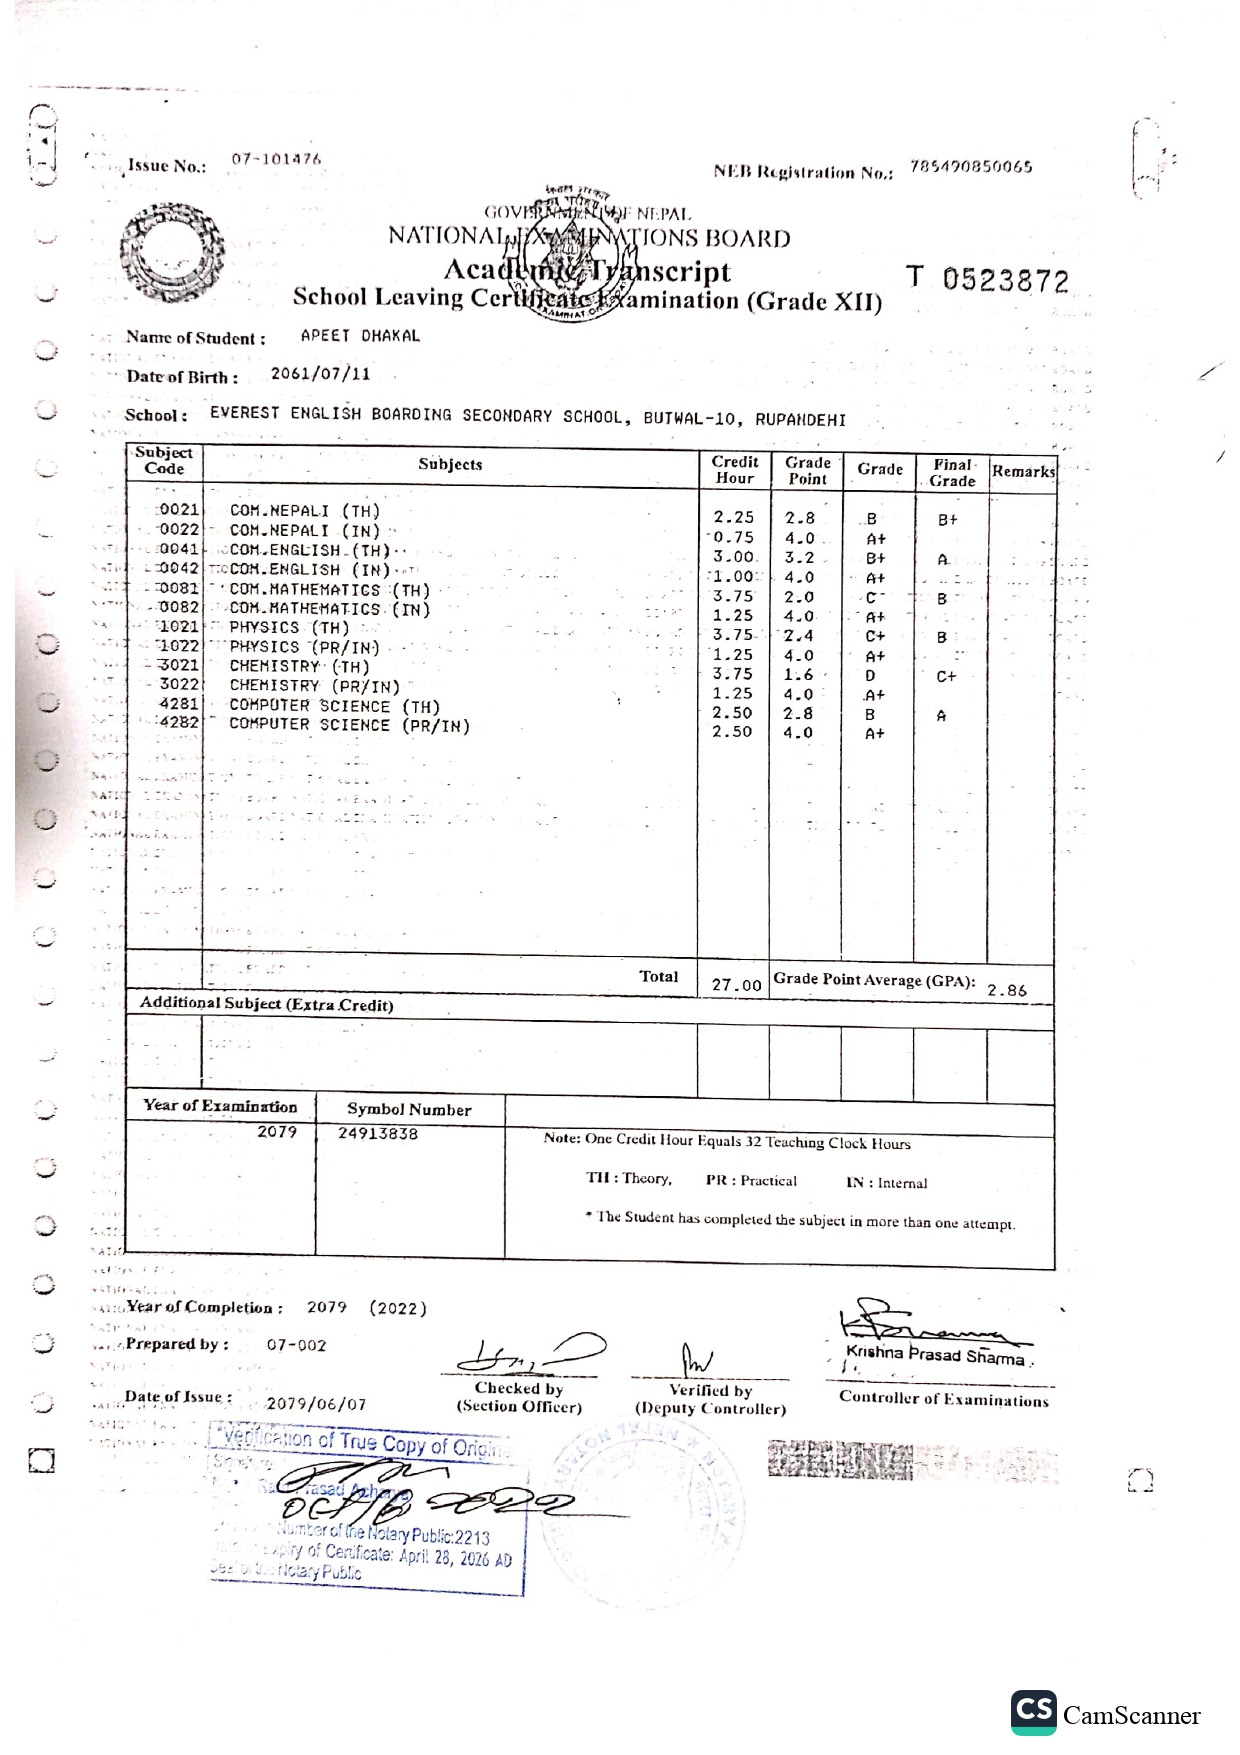 Issue No.: 07-101476
NEB Registration No.: 785490850065
GOVERNMENT OF NEPAL
NATIONAL EXAMINATIONS BOARD
Academic Transcript
T 0523872
School Leaving Certificate Examination (Grade XII)
Name of Student : APEET DHAKAL
Date of Birth : 2061/07/11
School : EVEREST ENGLISH BOARDING SECONDARY SCHOOL, BUTWAL-10, RUPANDEHI
Subject Code Subjects Credit Hour Grade Point Grade Final Grade Remarks
0021 COM.NEPALI (TH) 2.25 2.8 B B+
0022 COM.NEPALI (IN) 0.75 4.0 A+
0041 COM.ENGLISH (TH) 3.00 3.2 B+ A
0042 COM.ENGLISH (IN) 1.00 4.0 A+
0081 COM.MATHEMATICS (TH) 3.75 2.0 C B
0082 COM.MATHEMATICS (IN) 1.25 4.0 A+
1021 PHYSICS (TH) 3.75 2.4 C+ B
1022 PHYSICS (PR/IN) 1.25 4.0 A+
3021 CHEMISTRY (TH) 3.75 1.6 D C+
3022 CHEMISTRY (PR/IN) 1.25 4.0 A+
4281 COMPUTER SCIENCE (TH) 2.50 2.8 B A
4282 COMPUTER SCIENCE (PR/IN) 2.50 4.0 A+
Total 27.00 Grade Point Average (GPA): 2.86
Additional Subject (Extra Credit)
Year of Examination Symbol Number
2079 24913838
Note: One Credit Hour Equals 32 Teaching Clock Hours
TH : Theory, PR : Practical IN : Internal
* The Student has completed the subject in more than one attempt.
Year of Completion : 2079 (2022)
Prepared by : 07-002
Krishna Prasad Sharma
Date of Issue : 2079/06/07
Checked by
(Section Officer)
Verified by
(Deputy Controller)
Controller of Examinations
"Verification of True Copy of
Prasad
2022
Number of the Notary Public:2213
of Certificate: April 28, 2026 AD
Notary Public
CS CamScanner